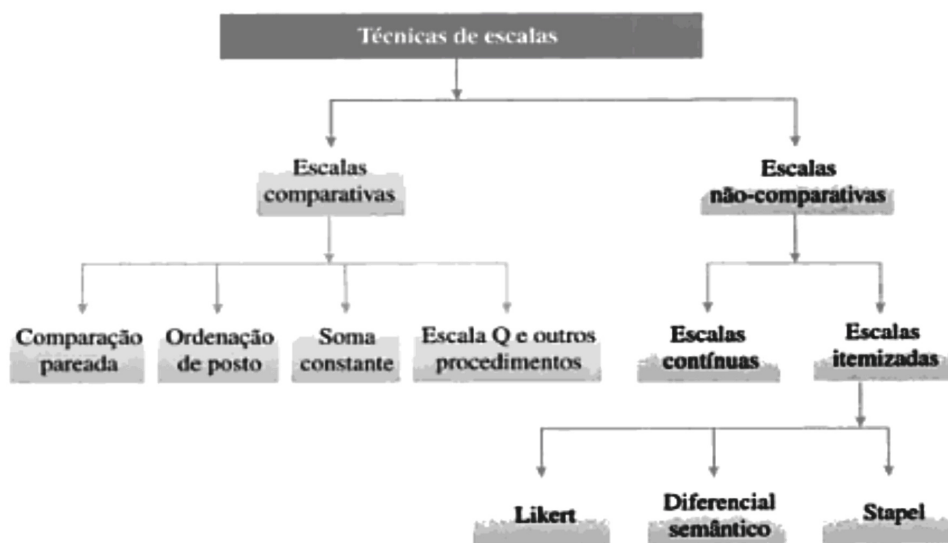 Técnicas de escalas
Escalas
comparativas
Escalas
não-comparativas
Comparação
pareada
Ordenação
de posto
Soma
constante
Escala Q e outros
procedimentos
Escalas
contínuas
Escalas
itemizadas
Likert
Diferencial
semântico
Stapel